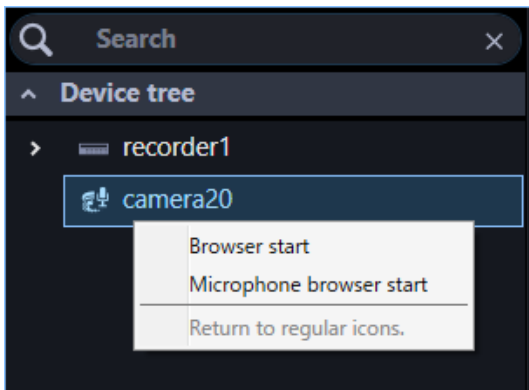 Search
Device tree
recorder1
camera20
Browser start
Microphone browser start
Return to regular icons.